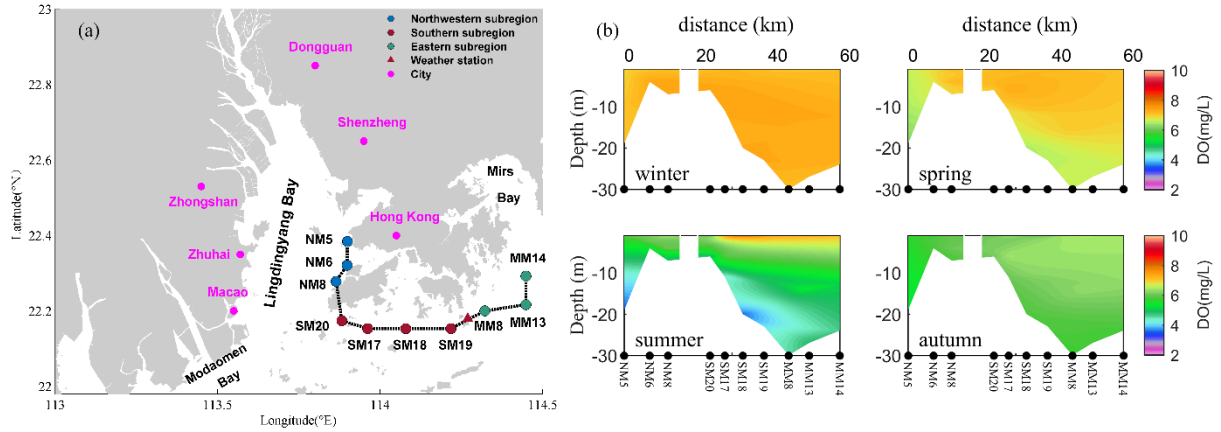 (a)
Northwestern subregion
Southern subregion
Eastern subregion
Weather station
City
Dongguan
Shenzheng
Zhongshan
Zhuhai
Macao
Hong Kong
Lingdingyang Bay
Mirs
Bay
Modaomen
Bay
NM5
NM6
NM8
SM20
SM17
SM18
SM19
MM8
MM13
MM14
23
22.8
22.6
22.4
22.2
22
Latitude(°N)
113
113.5
114
114.5
Longitude(°E)
(b)
distance (km)
0 20 40 60
Depth (m)
-10
-20
-30
winter
distance (km)
0 20 40 60
Depth (m)
-10
-20
-30
spring
10
8
6
4
2
DO(mg/L)
Depth (m)
-10
-20
-30
summer
NM5
NM6
NM8
SM20
SM17
SM18
SM19
MM8
MM13
MM14
-10
-20
-30
autumn
NM5
NM6
NM8
SM20
SM17
SM18
SM19
MM8
MM13
MM14
10
8
6
4
2
DO(mg/L)